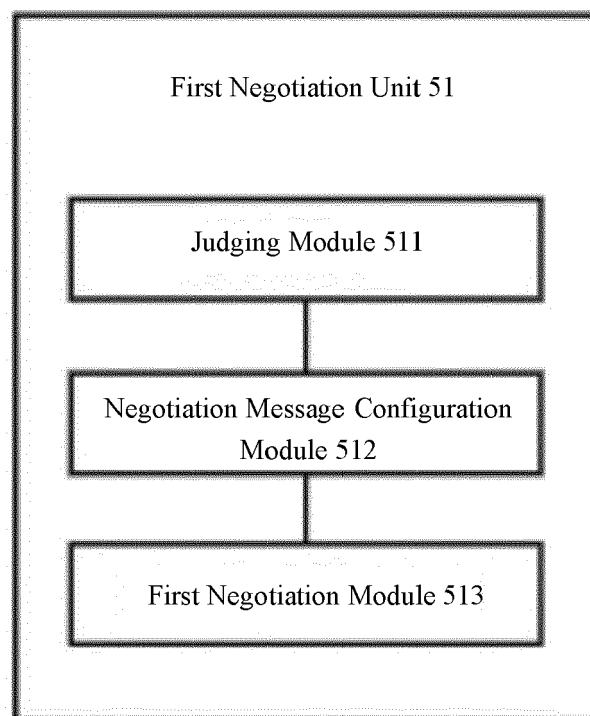 First Negotiation Unit 51
Judging Module 511
Negotiation Message Configuration
Module 512
First Negotiation Module 513